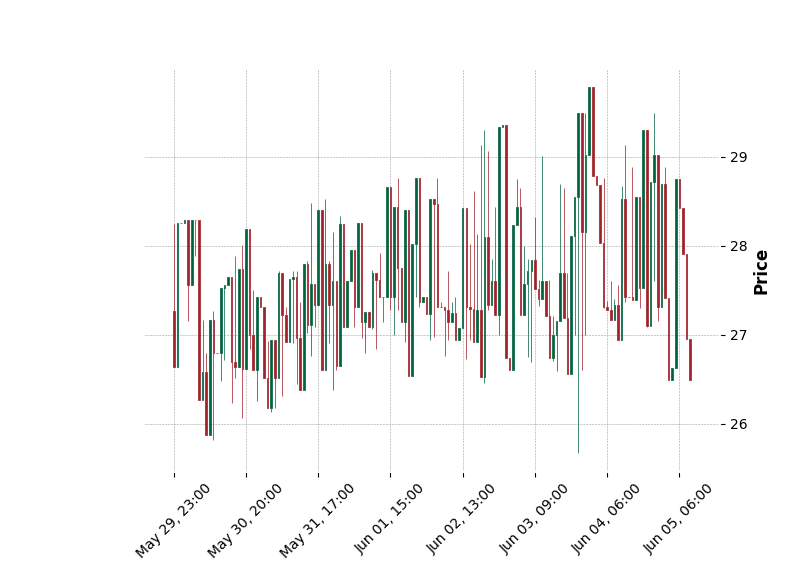 29
28
27
26
Price
May 29, 23:00
May 30, 20:00
May 31, 17:00
Jun 01, 15:00
Jun 02, 13:00
Jun 03, 09:00
Jun 04, 06:00
Jun 05, 06:00